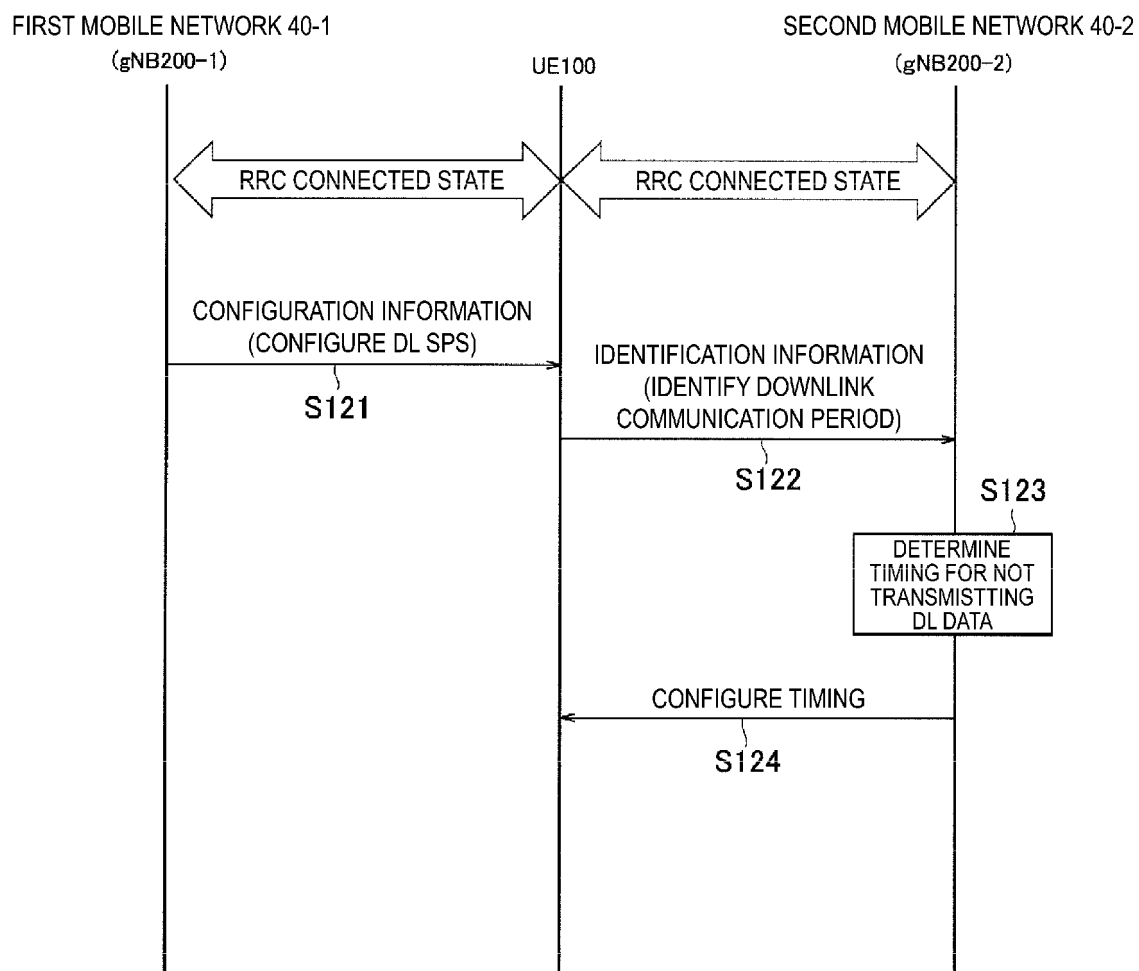 FIRST MOBILE NETWORK 40-1
(gNB200-1)
UE100
SECOND MOBILE NETWORK 40-2
(gNB200-2)
RRC CONNECTED STATE
RRC CONNECTED STATE
CONFIGURATION INFORMATION
(CONFIGURE DL SPS)
S121
IDENTIFICATION INFORMATION
(IDENTIFY DOWNLINK
COMMUNICATION PERIOD)
S122
S123
DETERMINE
TIMING FOR NOT
TRANSMISTTING
DL DATA
CONFIGURE TIMING
S124